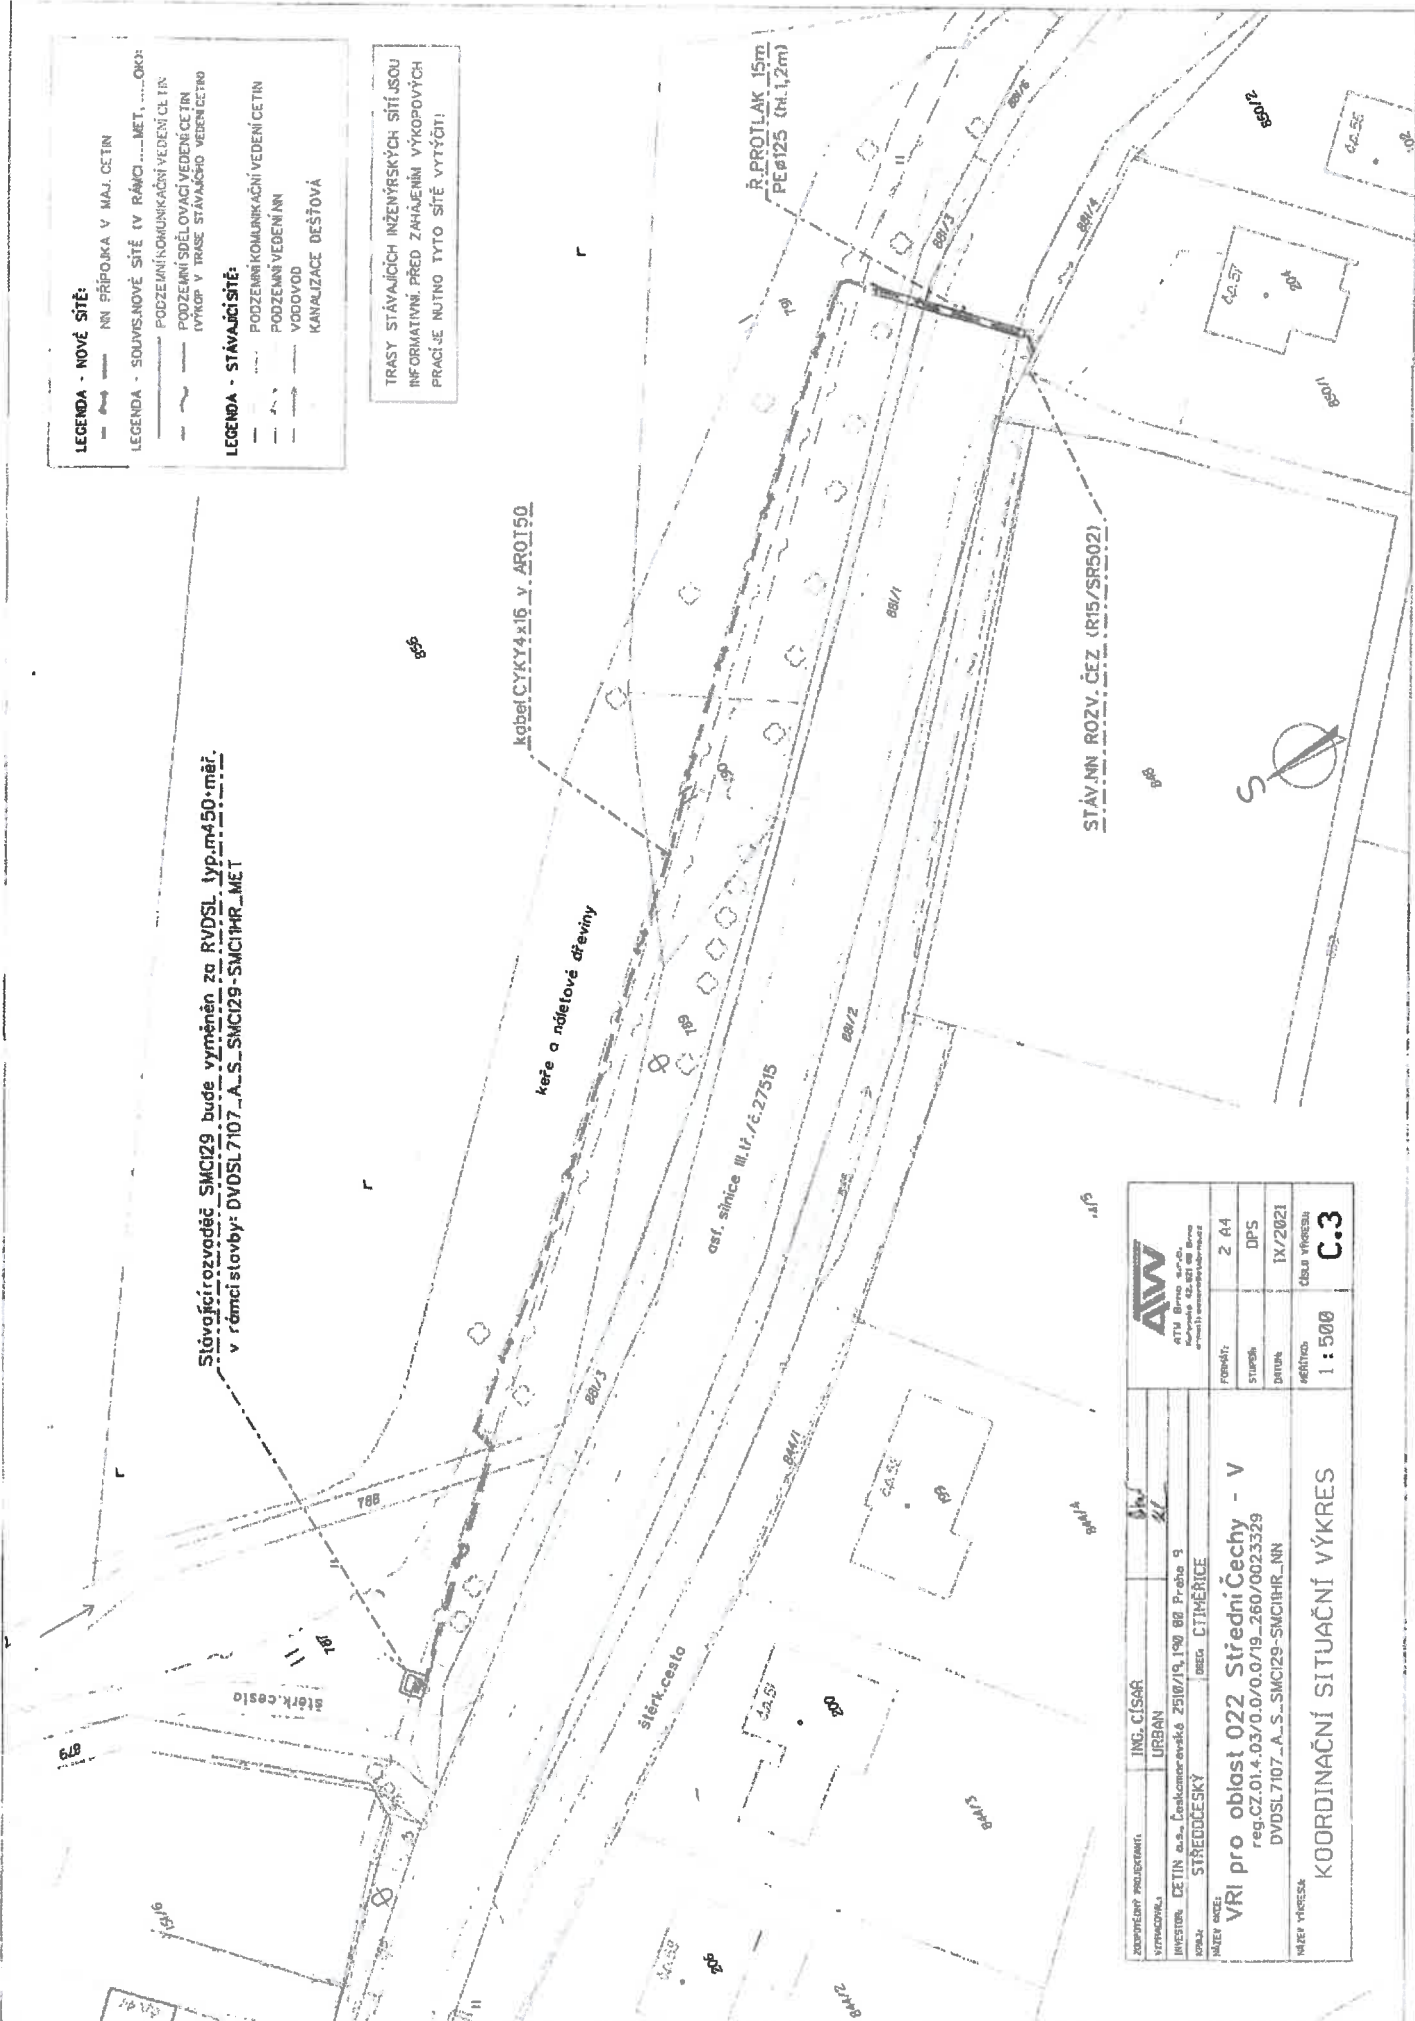 LEGENDA - NOVÉ SÍTĚ:
NN PŘÍPOJKA V MAJ. CETIN
LEGENDA - SOUVIS.NOVÉ SÍTĚ (V RÁMCI ....._MET, ....._OK):
PODZEMNÍ KOMUNIKAČNÍ VEDENÍ CETIN
PODZEMNÍ SDĚLOVACÍ VEDENÍ CETIN
(VÝKOP V TRASE STÁVAJÍCÍHO VEDENÍ CETIN)
LEGENDA - STÁVAJÍCÍ SÍTĚ:
PODZEMNÍ KOMUNIKAČNÍ VEDENÍ CETIN
PODZEMNÍ VEDENÍ NN
VODOVOD
KANALIZACE DEŠŤOVÁ
TRASY STÁVAJÍCÍCH INŽENÝRSKÝCH SÍTÍ JSOU
INFORMATIVNÍ. PŘED ZAHÁJENÍM VÝKOPOVÝCH
PRACÍ JE NUTNO TYTO SÍTĚ VYTÝČIT!
Stávající rozvaděč SMCI29 bude vyměněn za RVDSL typ.m450+měř.
v rámci stavby: DVDSL7107_A_S_SMCI29-SMCI1HR_MET
kabel CYKY4x16 v AROT50
Ř.PROTLAK 15m
PEø125 (hl.1,2m)
STÁV.NN ROZV. ČEZ (R15/SR502)
keře a náletové dřeviny
asf. silnice III.tř./č.27515
štěrk.cesta
štěrk.cesta
S
r
r
r
856
791
790
789
788
787
879
881/1
881/2
881/3
881/3
881/4
881/6
850/2
850/1
848
844/1
844/2
844/3
844/4
č.p.56
č.p.57
204
č.p.51
200
199
206
ATW
ATW Brno s.r.o.
ZODPOVĚDNÝ PROJEKTANT: ING. CÍSAŘ
VYPRACOVAL: URBAN
INVESTOR: CETIN a.s., Českomoravská 2510/19, 190 00 Praha 9
KRAJ: STŘEDOČESKÝ OBEC: CTIMĚŘICE
NÁZEV AKCE:
VRI pro oblast 022 Střední Čechy - V
reg.CZ.01.4.03/0.0/0.0/19_260/0023329
DVDSL7107_A_S_SMCI29-SMCI1HR_NN
FORMÁT: 2 A4
STUPEŇ: DPS
DATUM: IX/2021
MĚŘÍTKO: 1 : 500
ČÍSLO VÝKRESU: C.3
NÁZEV VÝKRESU:
KOORDINAČNÍ SITUAČNÍ VÝKRES